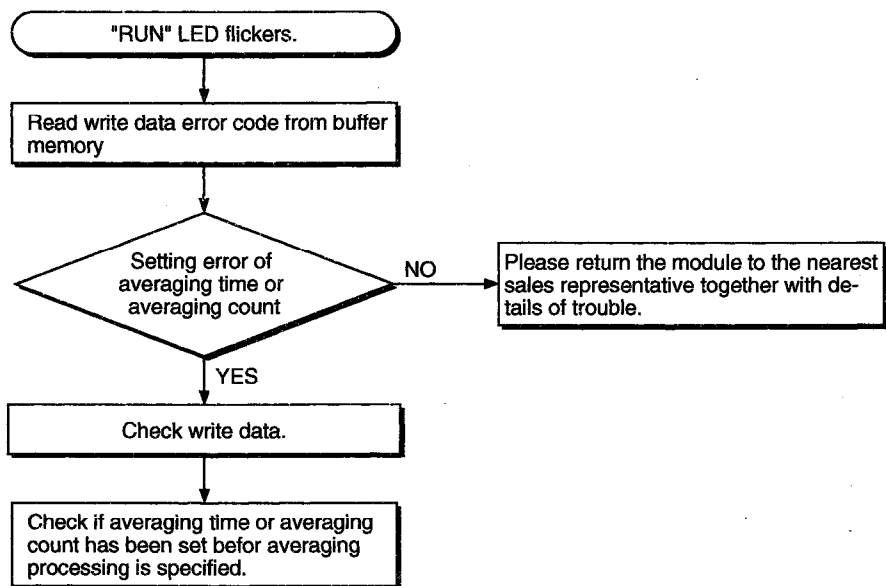 "RUN" LED flickers.
Read write data error code from buffer
memory
Setting error of
averaging time or
averaging count
NO
Please return the module to the nearest
sales representative together with de-
tails of trouble.
YES
Check write data.
Check if averaging time or averaging
count has been set befor averaging
processing is specified.